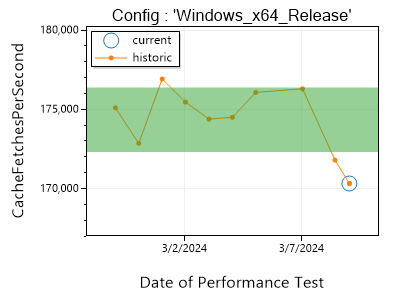 Config : 'Windows_x64_Release'
current
historic
180,000
175,000
170,000
CacheFetchesPerSecond
3/2/2024
3/7/2024
Date of Performance Test